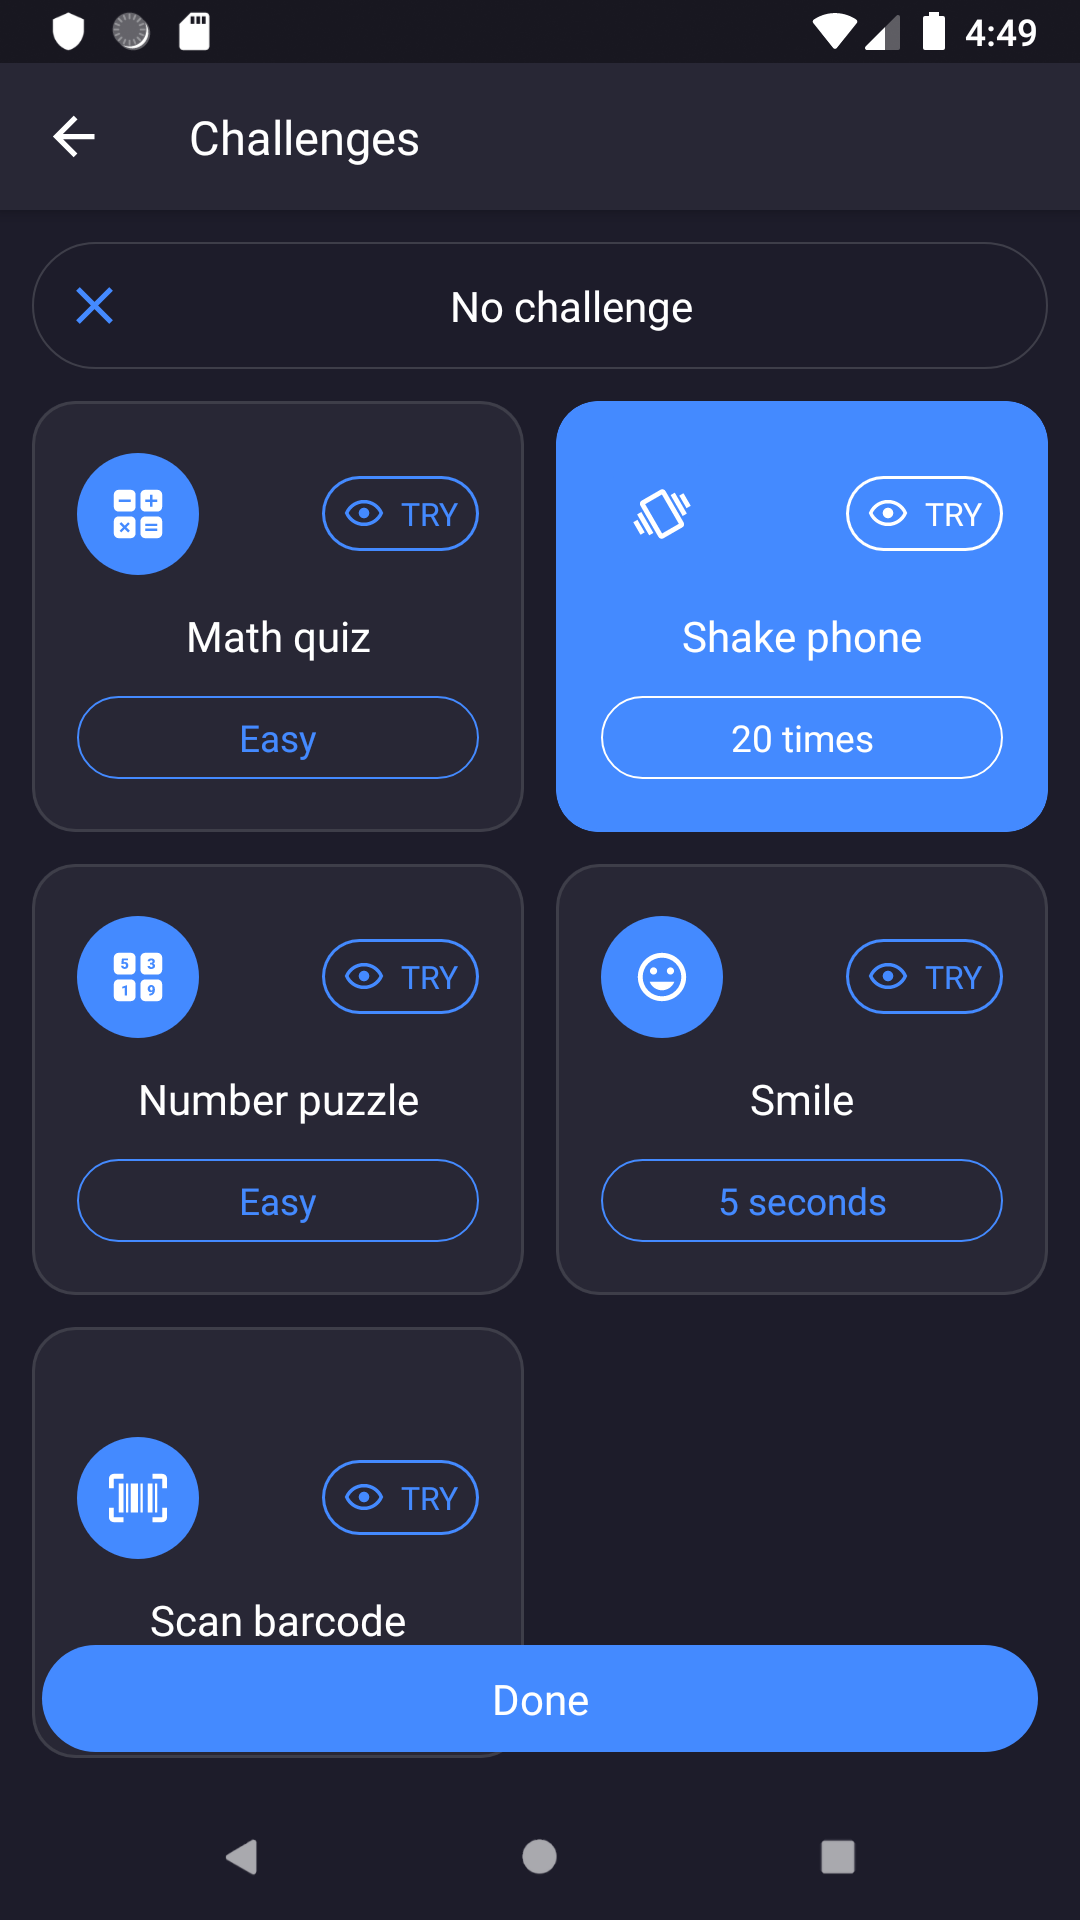 4:49
Challenges
No challenge
TRY
Math quiz
Easy
TRY
Shake phone
20 times
5 3
1 9
TRY
Number puzzle
Easy
TRY
Smile
5 seconds
TRY
Scan barcode
Done